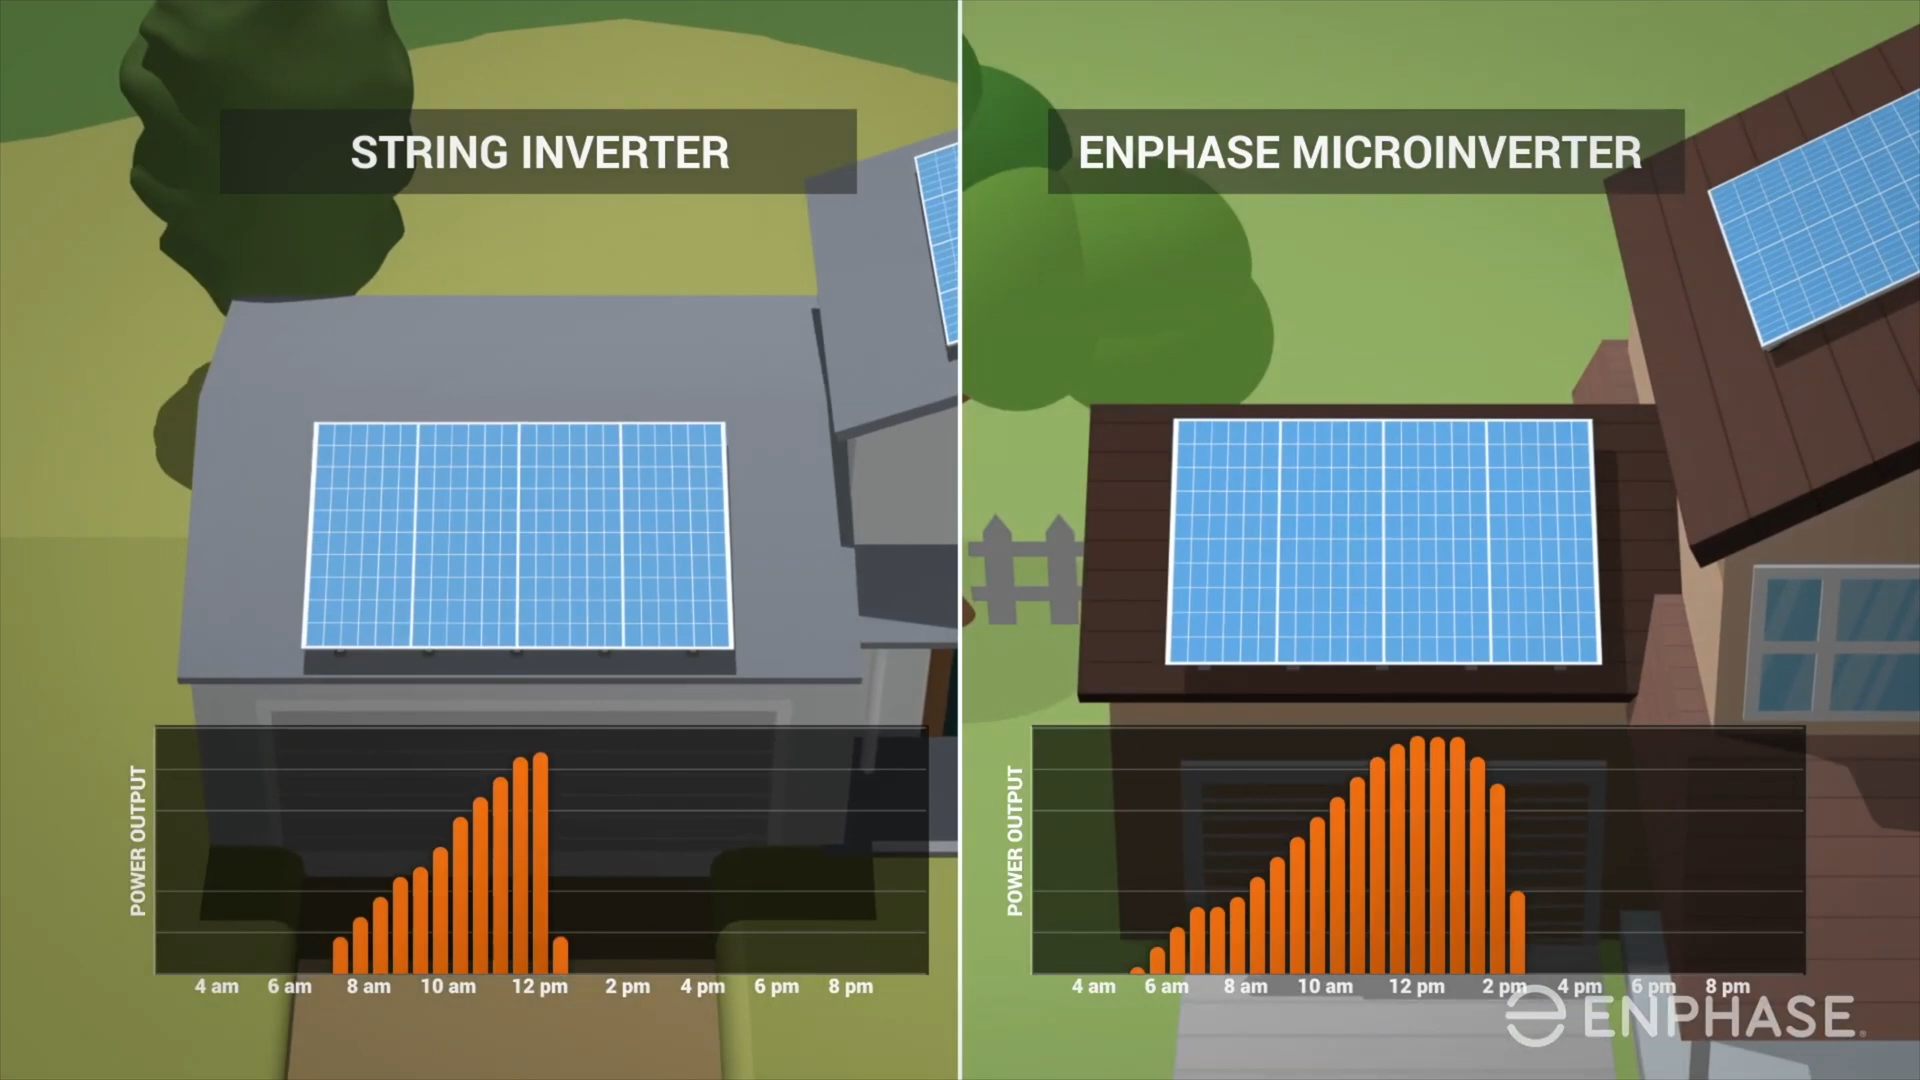 STRING INVERTER
POWER OUTPUT
4 am 6 am 8 am 10 am 12 pm 2 pm 4 pm 6 pm 8 pm
ENPHASE MICROINVERTER
POWER OUTPUT
4 am 6 am 8 am 10 am 12 pm 2 pm 4 pm 6 pm 8 pm
ENPHASE.